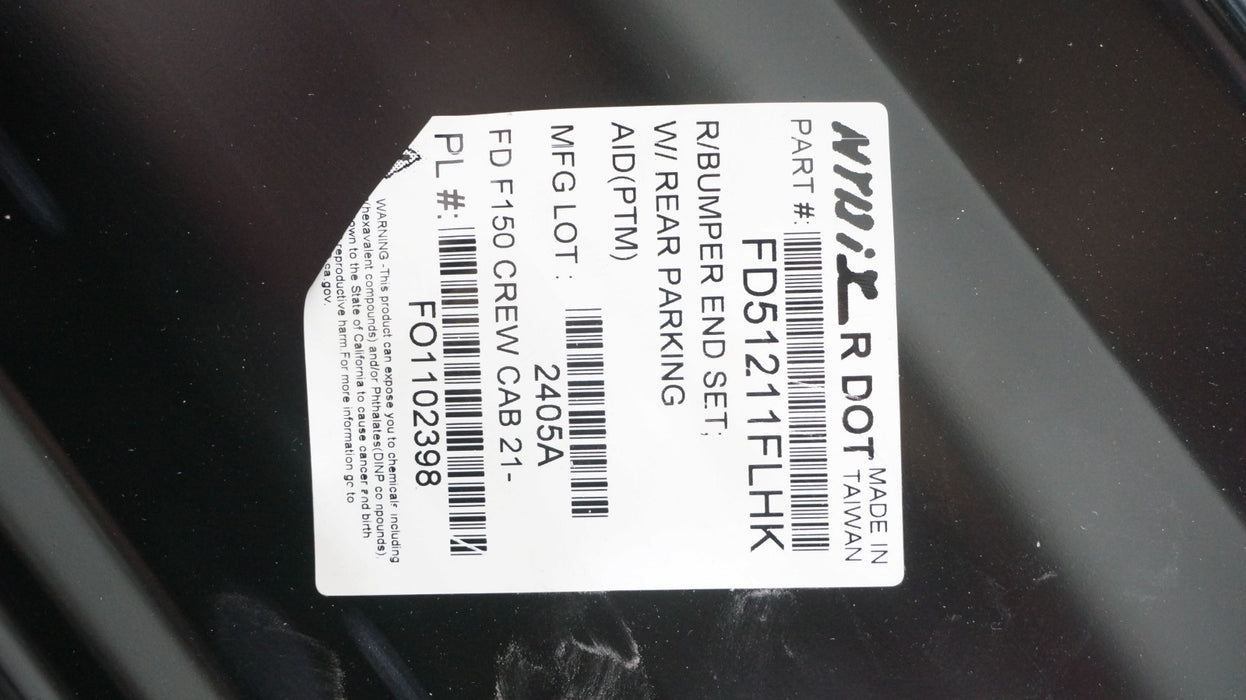 R DOT MADE IN TAIWAN
PART #:
FD51211FLHK
R/BUMPER END SET;
W/ REAR PARKING
AID(PTM)
MFG LOT :
2405A
FD F150 CREW CAB 21-
PL #:
FO1102398
WARNING -This product can expose you to chemicals including
(hexavalent compounds) and/or Phthalates(DINP compounds),
own to the State of California to cause cancer and birth
reproductive harm.For more information go to
ca.gov.